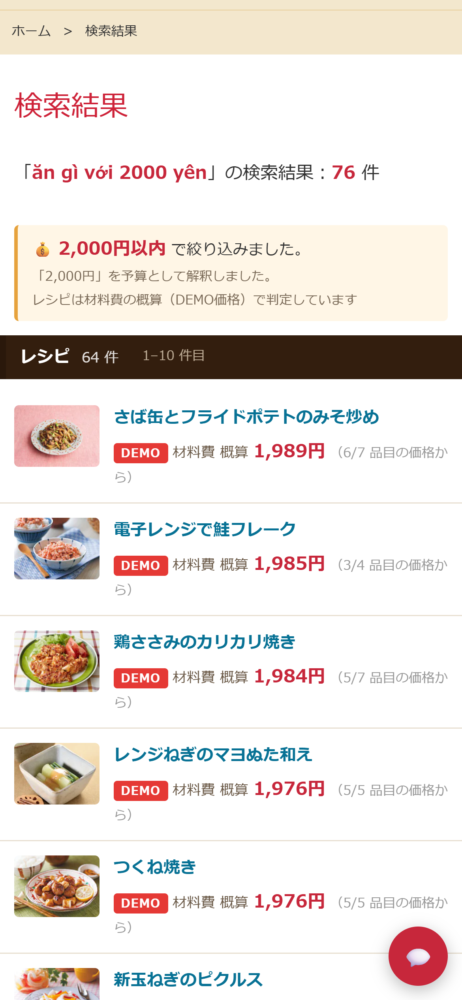 ホーム > 検索結果
検索結果
「ăn gì với 2000 yên」の検索結果：76 件
2,000円以内 で絞り込みました。
「2,000円」を予算として解釈しました。
レシピは材料費の概算（DEMO価格）で判定しています
レシピ 64 件 1–10 件目
さば缶とフライドポテトのみそ炒め
DEMO 材料費 概算 1,989円 （6/7 品目の価格か
ら）
電子レンジで鮭フレーク
DEMO 材料費 概算 1,985円 （3/4 品目の価格か
ら）
鶏ささみのカリカリ焼き
DEMO 材料費 概算 1,984円 （5/7 品目の価格か
ら）
レンジねぎのマヨぬた和え
DEMO 材料費 概算 1,976円 （5/5 品目の価格か
ら）
つくね焼き
DEMO 材料費 概算 1,976円 （5/5 品目の価格か
ら）
新玉ねぎのピクルス